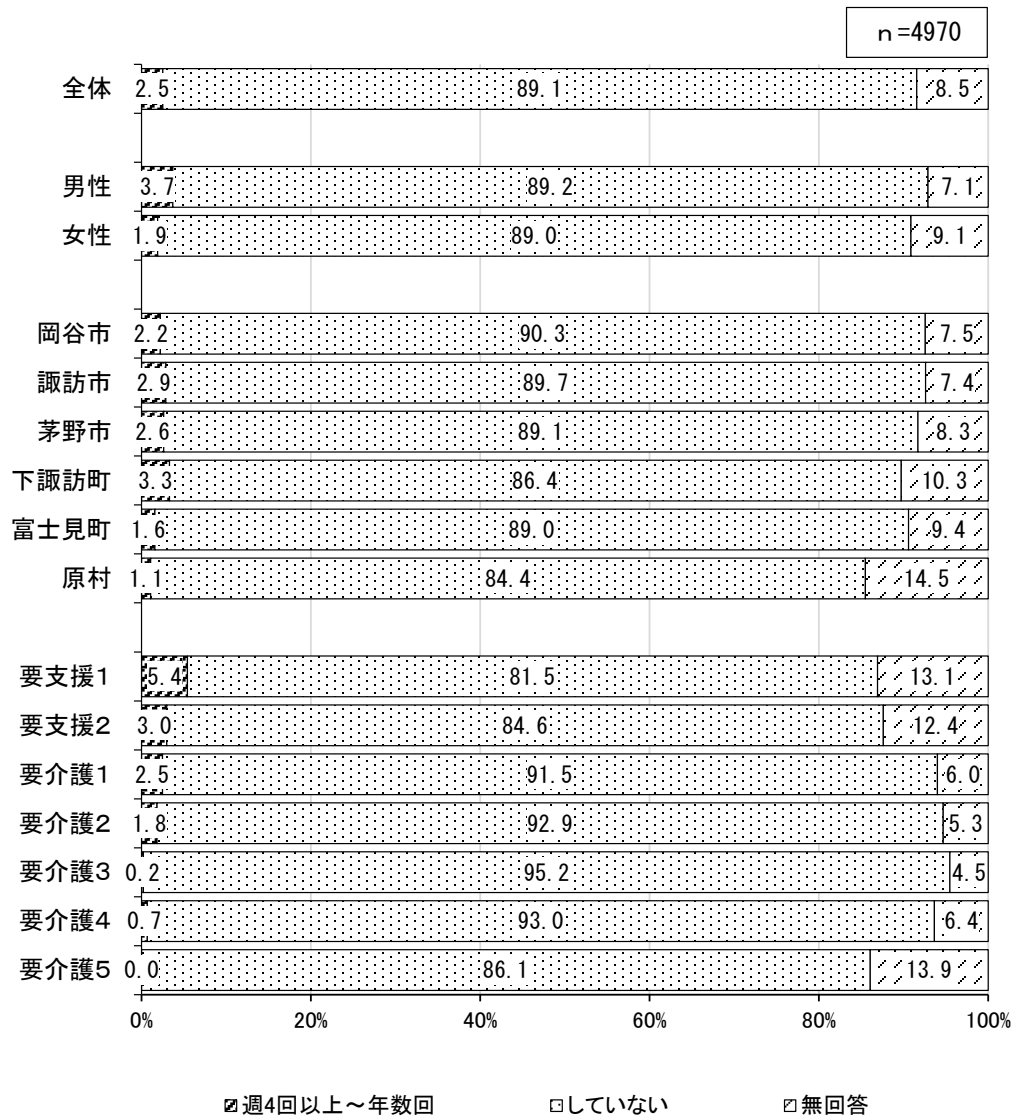 ｎ=4970
全体 2.5 89.1 8.5
男性 3.7 89.2 7.1
女性 1.9 89.0 9.1
岡谷市 2.2 90.3 7.5
諏訪市 2.9 89.7 7.4
茅野市 2.6 89.1 8.3
下諏訪町 3.3 86.4 10.3
富士見町 1.6 89.0 9.4
原村 1.1 84.4 14.5
要支援１ 5.4 81.5 13.1
要支援２ 3.0 84.6 12.4
要介護１ 2.5 91.5 6.0
要介護２ 1.8 92.9 5.3
要介護３ 0.2 95.2 4.5
要介護４ 0.7 93.0 6.4
要介護５ 0.0 86.1 13.9
0% 20% 40% 60% 80% 100%
週4回以上～年数回 していない 無回答